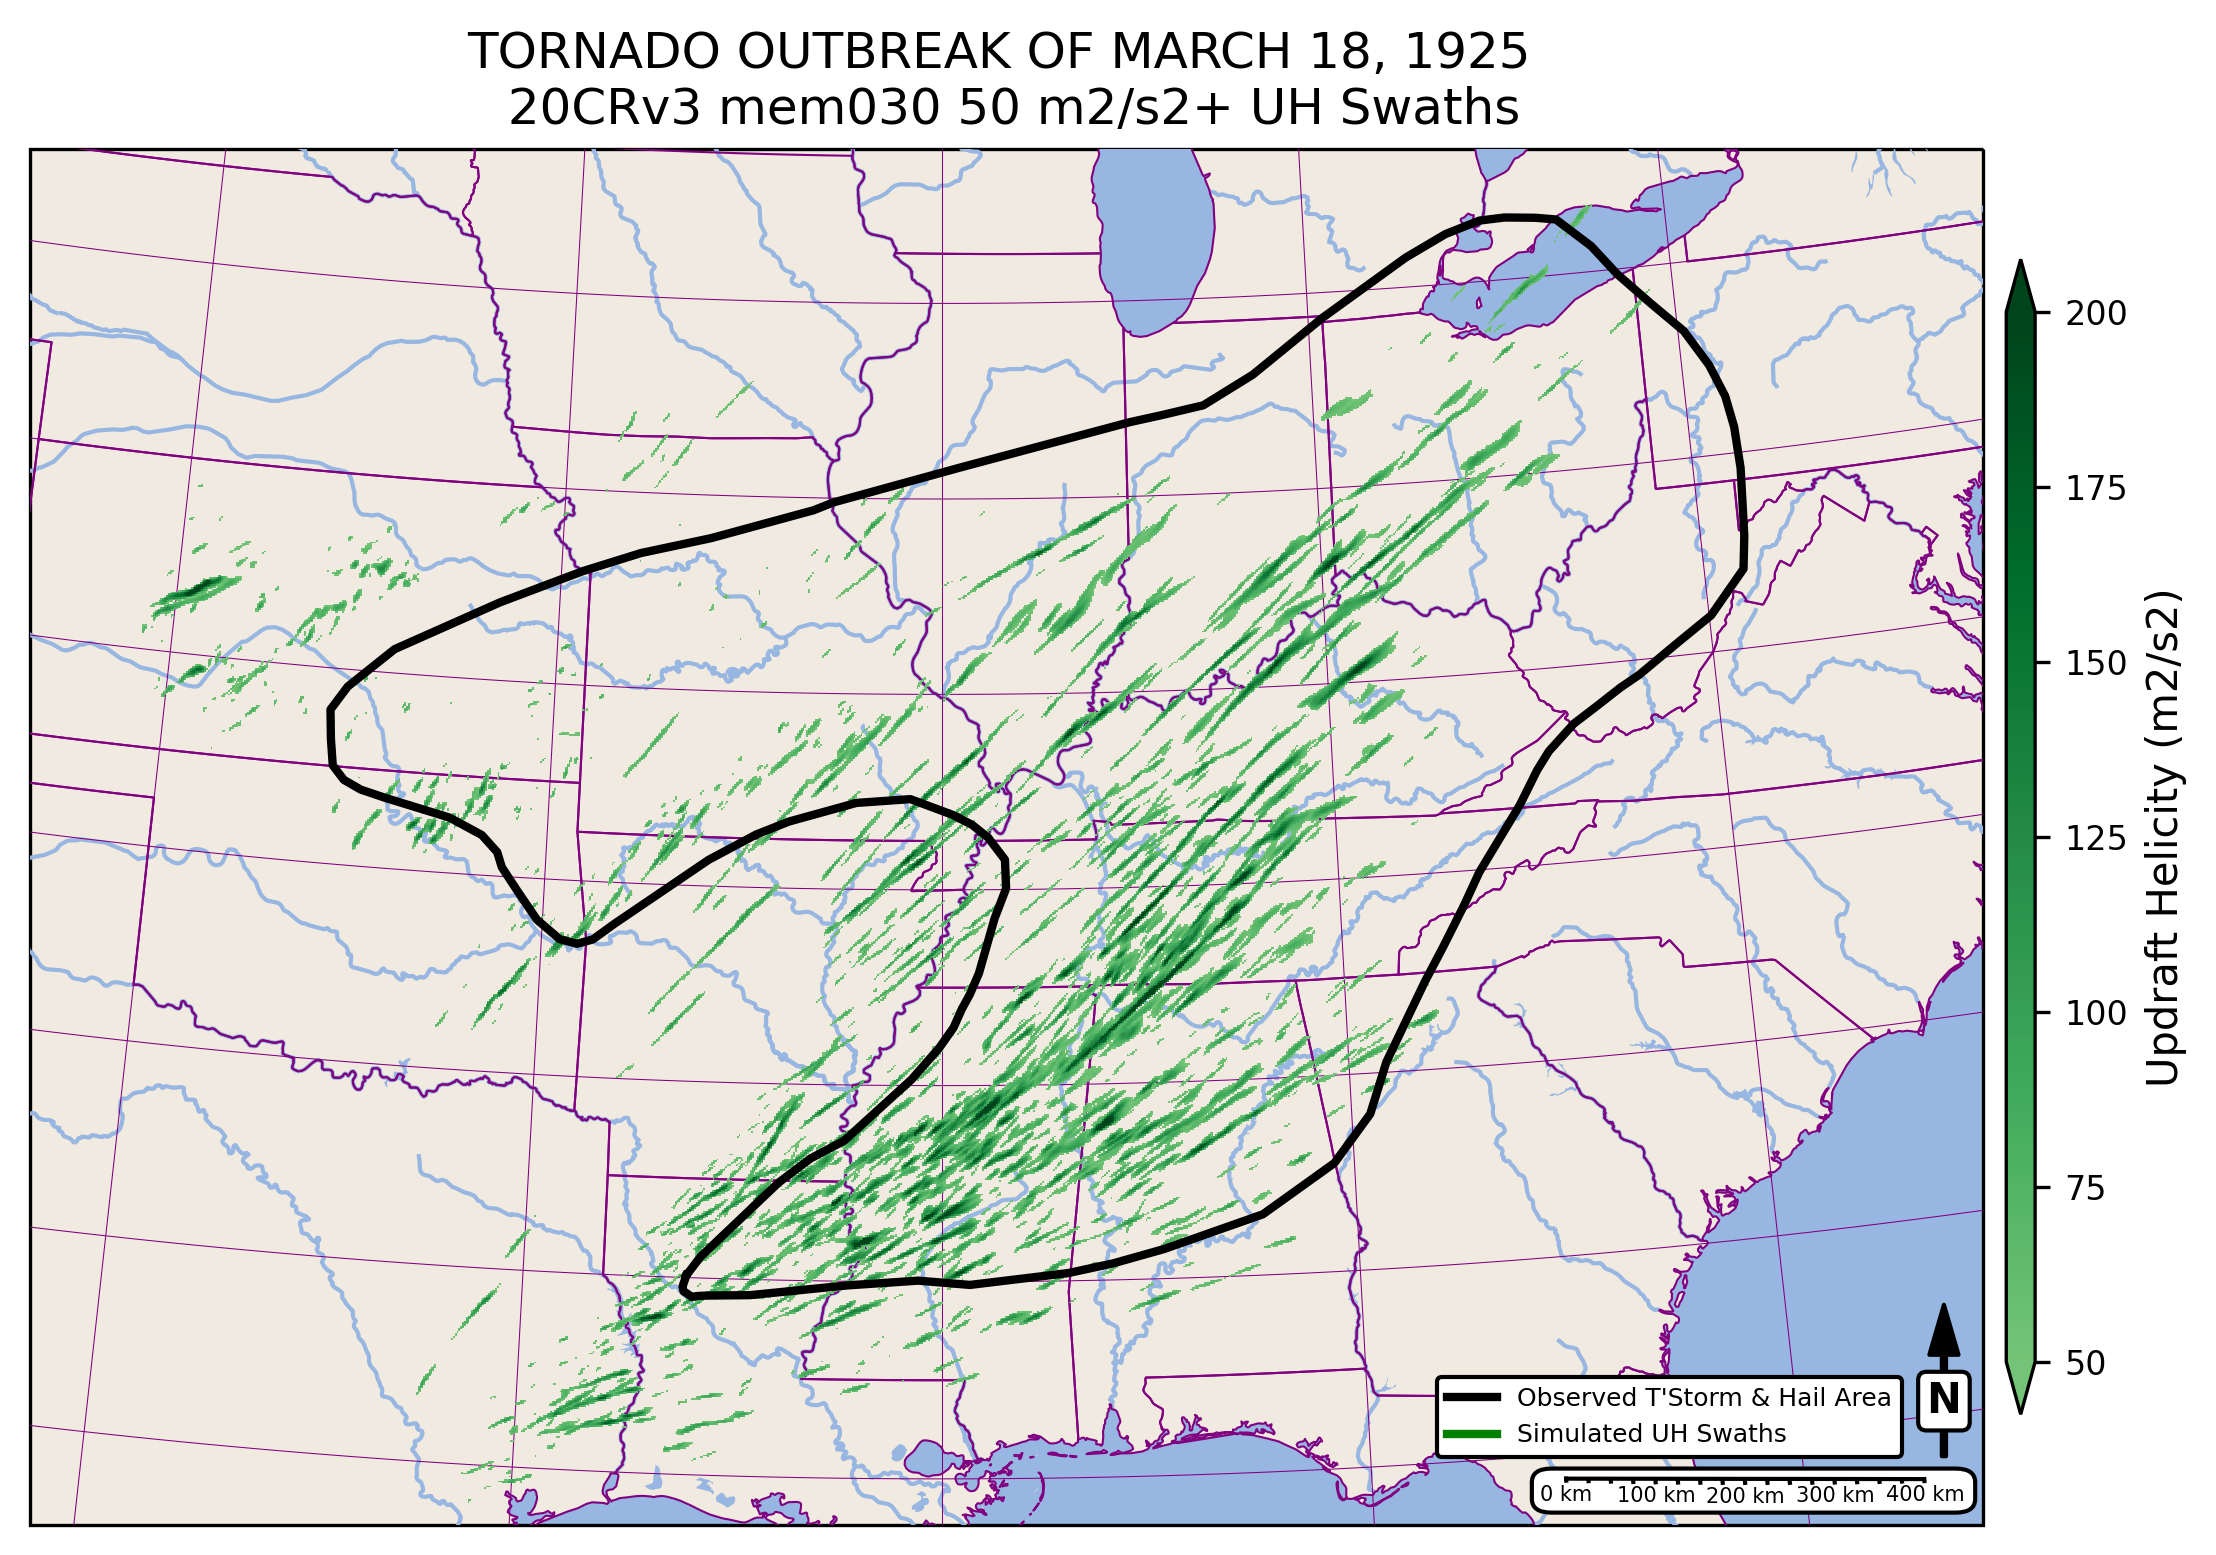 TORNADO OUTBREAK OF MARCH 18, 1925
20CRv3 mem030 50 m2/s2+ UH Swaths
200
175
150
125
100
75
50
Updraft Helicity (m2/s2)
Observed T'Storm & Hail Area
Simulated UH Swaths
N
0 km 100 km 200 km 300 km 400 km